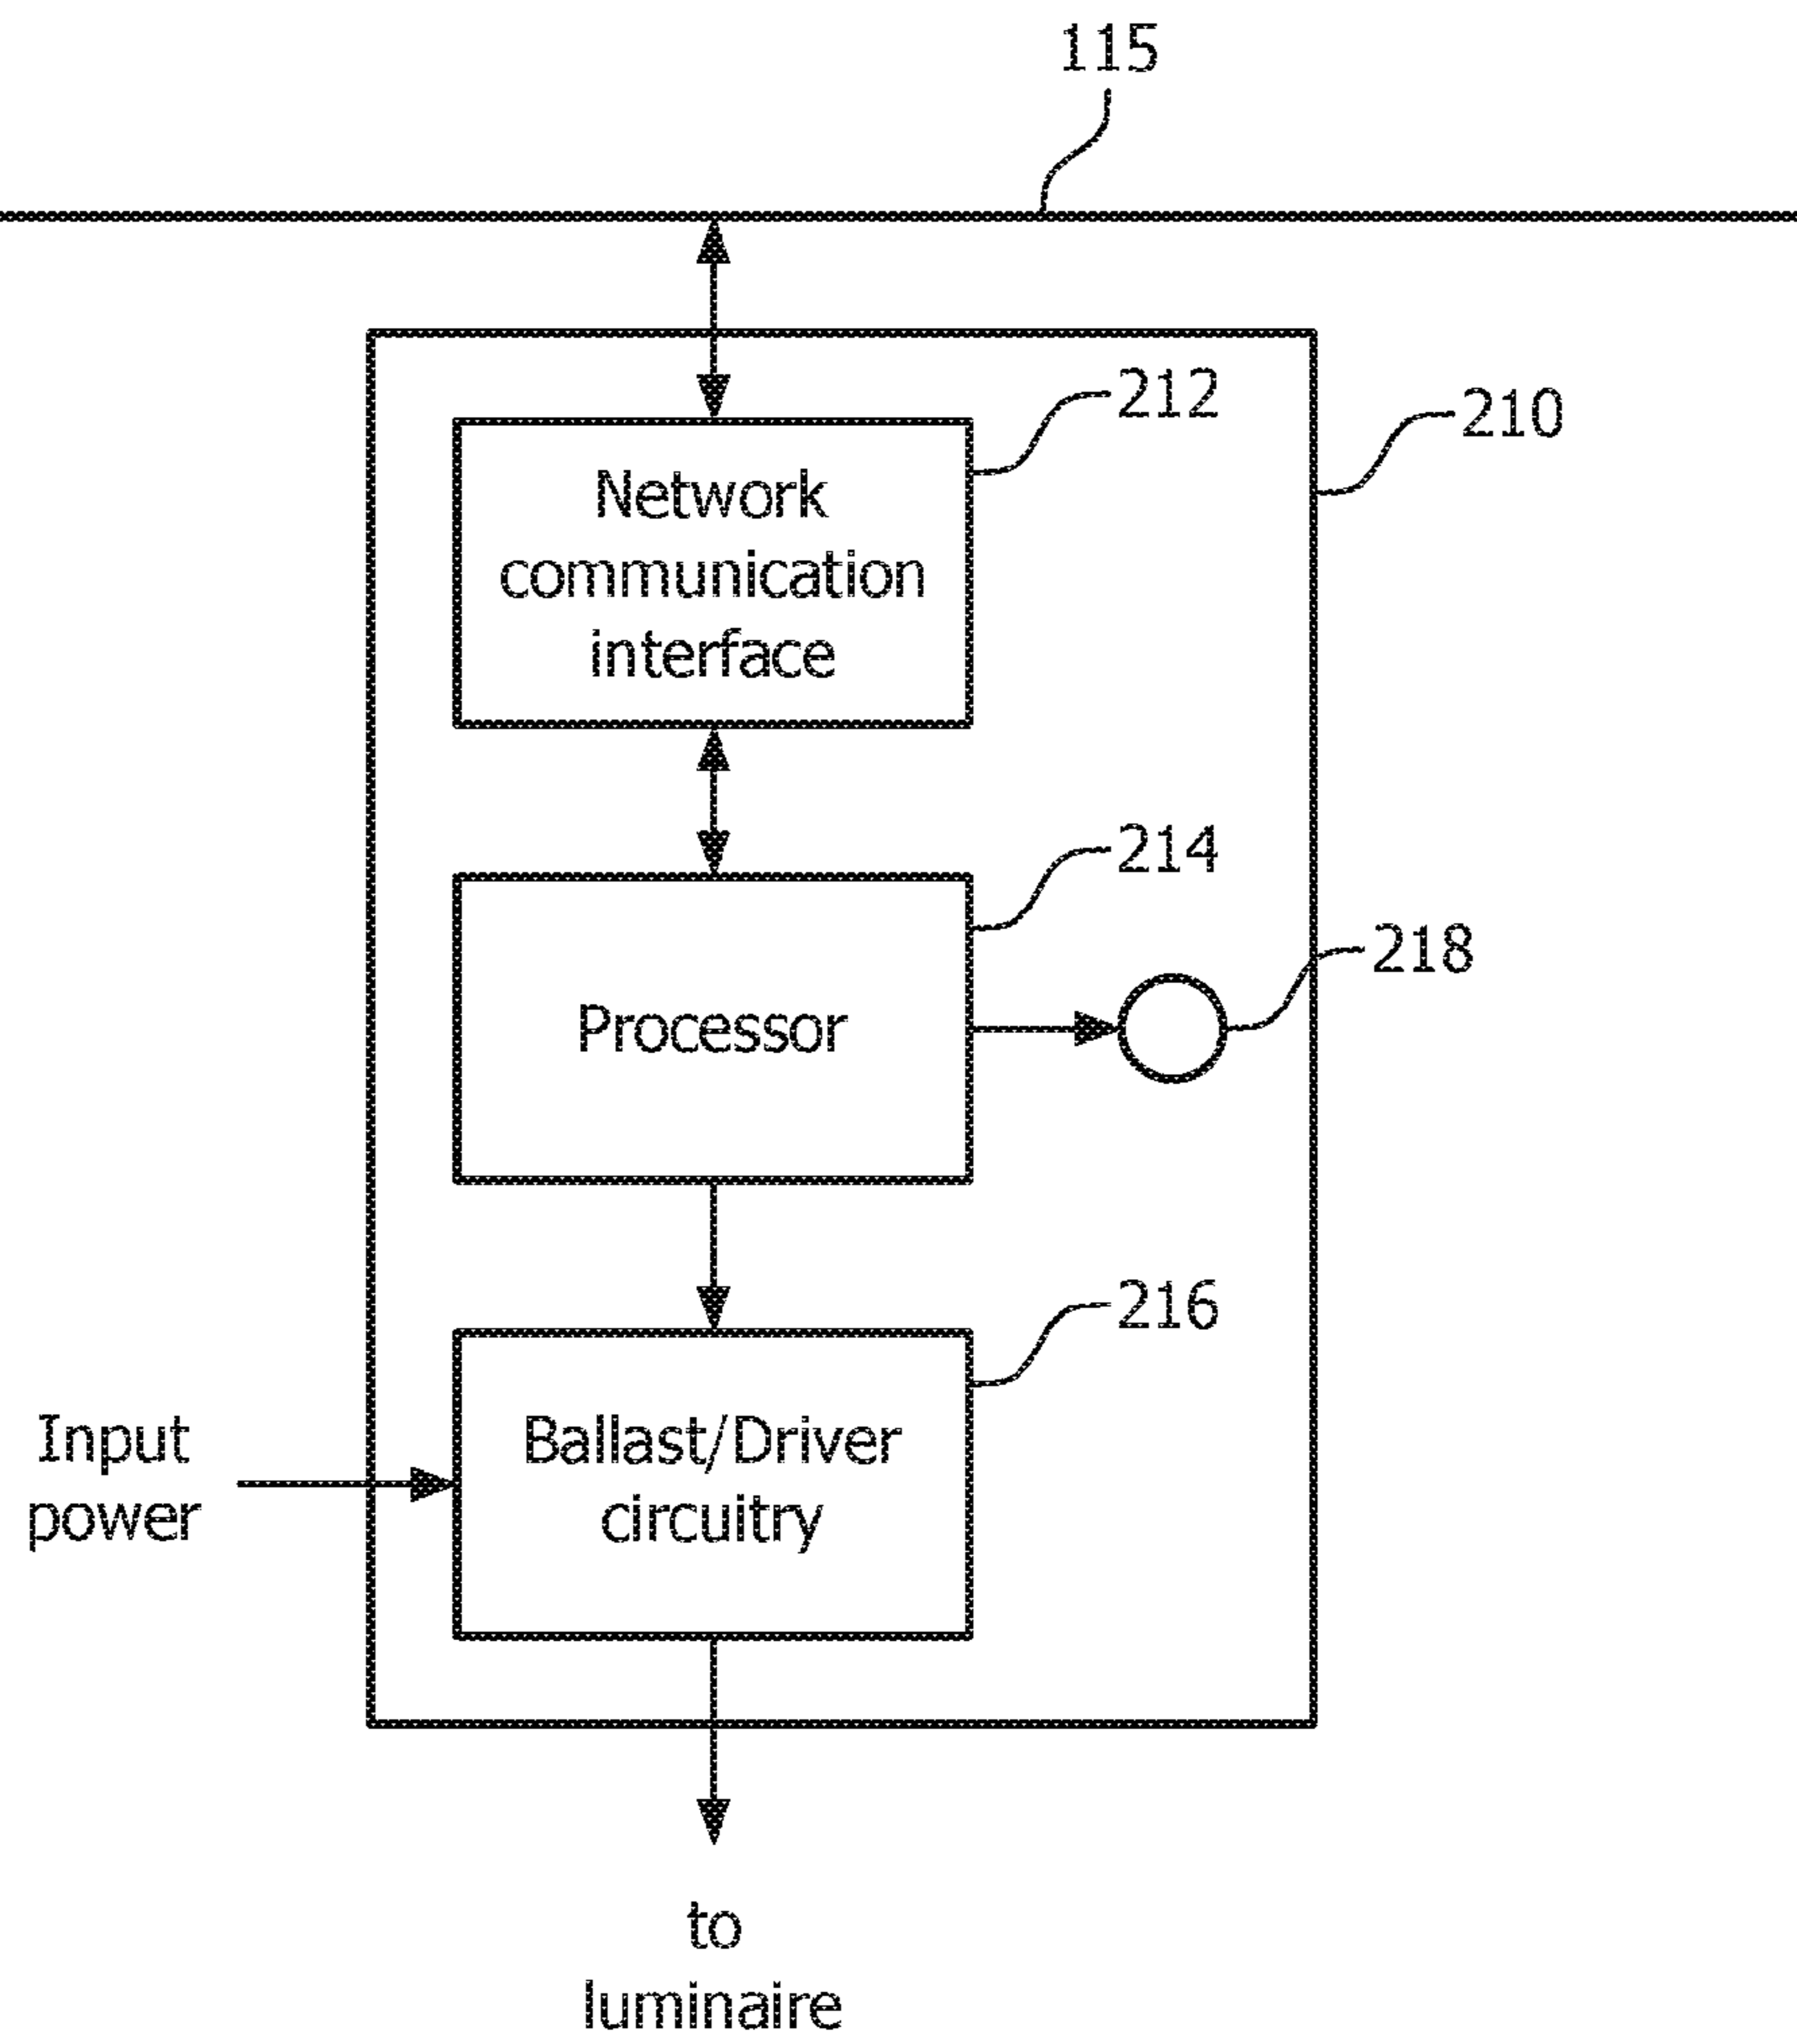 115
212
210
Network
communication
interface
214
218
Processor
216
Input
power
Ballast/Driver
circuitry
to
luminaire